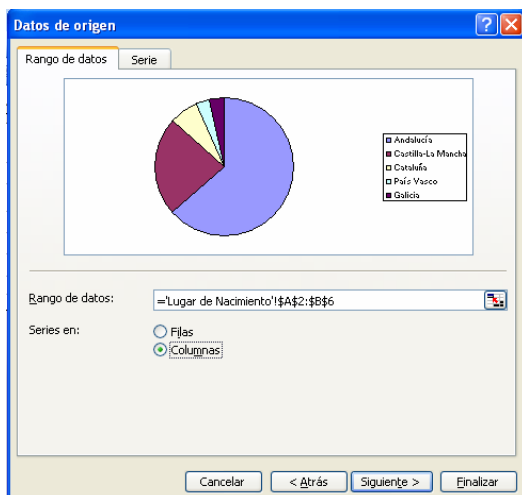 Datos de origen
Rango de datos
Serie
Andalucía
Castilla-La Mancha
Cataluña
País Vasco
Galicia
Rango de datos:
='Lugar de Nacimiento'!$A$2:$B$6
Series en:
Filas
Columnas
Cancelar
< Atrás
Siguiente >
Finalizar